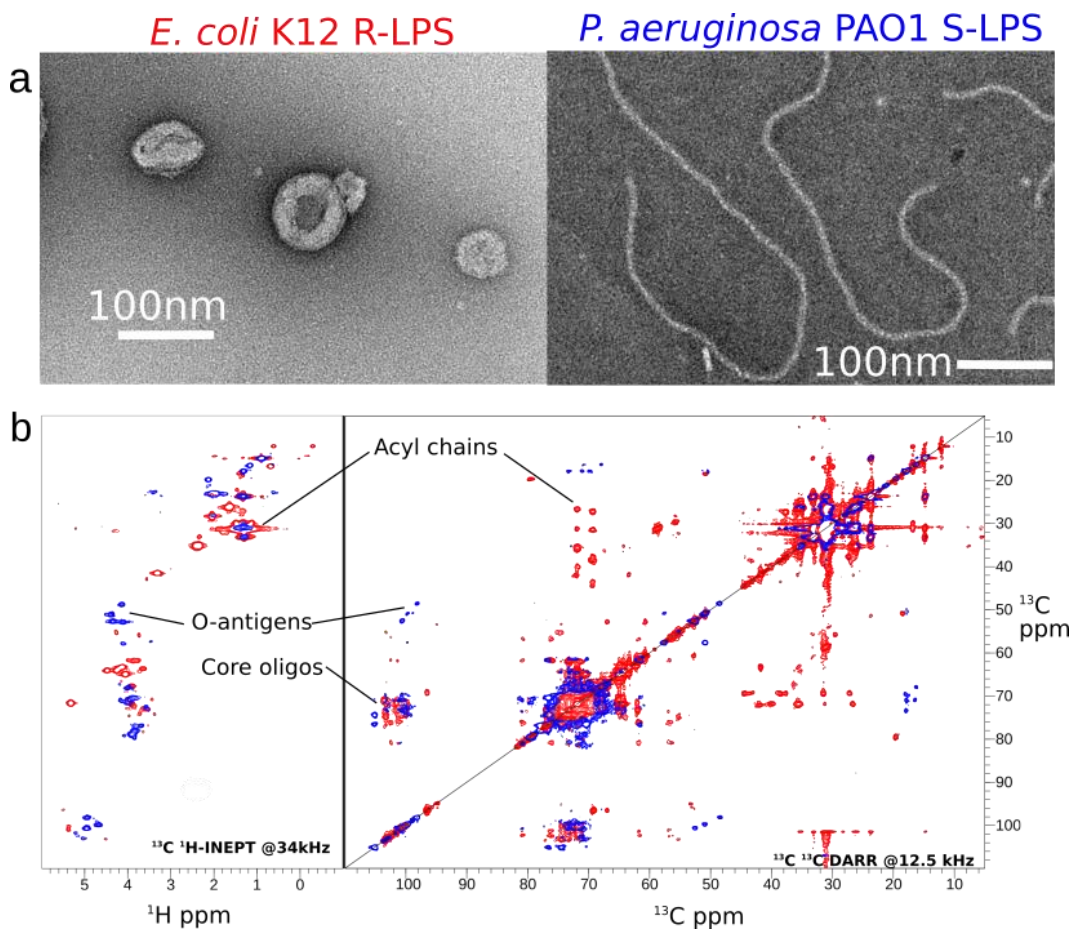 E. coli K12 R-LPS
P. aeruginosa PAO1 S-LPS
a
100nm
100nm
b
Acyl chains
O-antigens
Core oligos
¹³C ¹H-INEPT @34kHz
¹³C ¹³C DARR @12.5 kHz
10
20
30
40
50
60
70
80
90
100
¹³C
ppm
5 4 3 2 1 0
100 90 80 70 60 50 40 30 20 10
¹H ppm
¹³C ppm